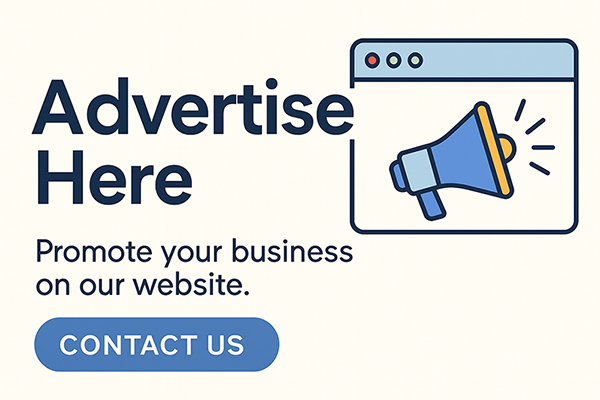 Advertise
Here
Promote your business
on our website.
CONTACT US